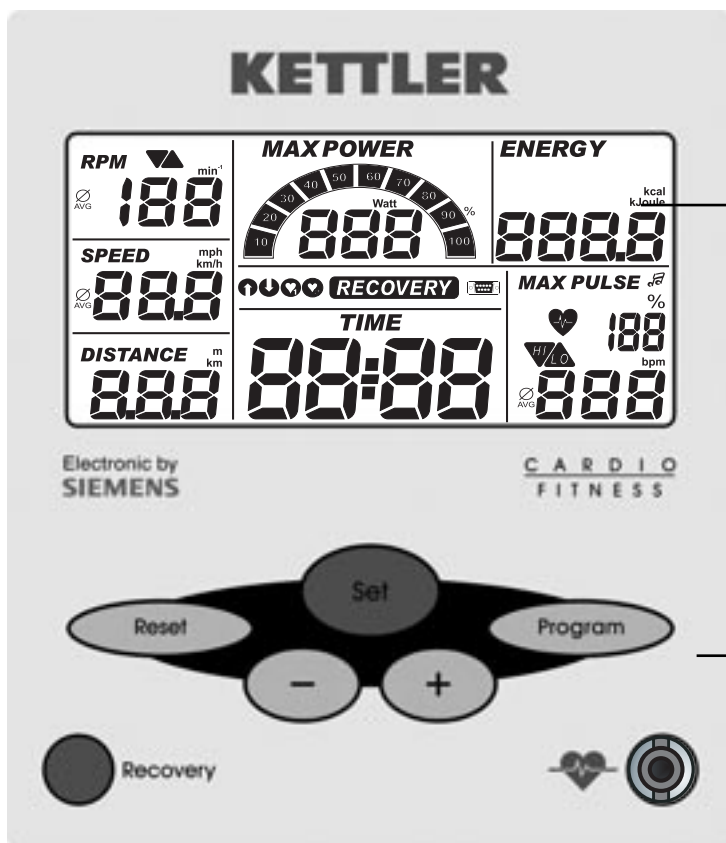 KETTLER
RPM
min⁻¹
Ø
AVG
188
MAX POWER
10 20 30 40 50 60 70 80 90 100
Watt
%
888
ENERGY
kcal
kJoule
888.8
SPEED
mph
km/h
Ø
AVG
88.8
RECOVERY
MAX PULSE
%
188
HI/LO
bpm
Ø
AVG
888
DISTANCE
m
km
8.8.8
TIME
88:88
Electronic by
SIEMENS
CARDIO
FITNESS
Set
Reset
Program
− +
Recovery